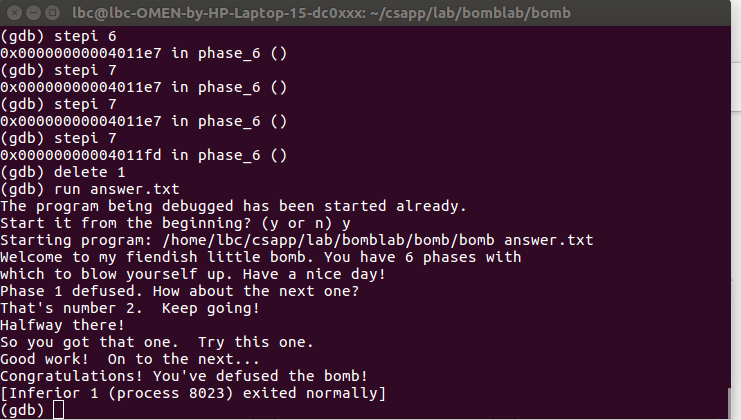 lbc@lbc-OMEN-by-HP-Laptop-15-dc0xxx: ~/csapp/lab/bomblab/bomb
(gdb) stepi 6
0x00000000004011e7 in phase_6 ()
(gdb) stepi 7
0x00000000004011e7 in phase_6 ()
(gdb) stepi 7
0x00000000004011e7 in phase_6 ()
(gdb) stepi 7
0x00000000004011fd in phase_6 ()
(gdb) delete 1
(gdb) run answer.txt
The program being debugged has been started already.
Start it from the beginning? (y or n) y
Starting program: /home/lbc/csapp/lab/bomblab/bomb/bomb answer.txt
Welcome to my fiendish little bomb. You have 6 phases with
which to blow yourself up. Have a nice day!
Phase 1 defused. How about the next one?
That's number 2.  Keep going!
Halfway there!
So you got that one.  Try this one.
Good work!  On to the next...
Congratulations! You've defused the bomb!
[Inferior 1 (process 8023) exited normally]
(gdb)